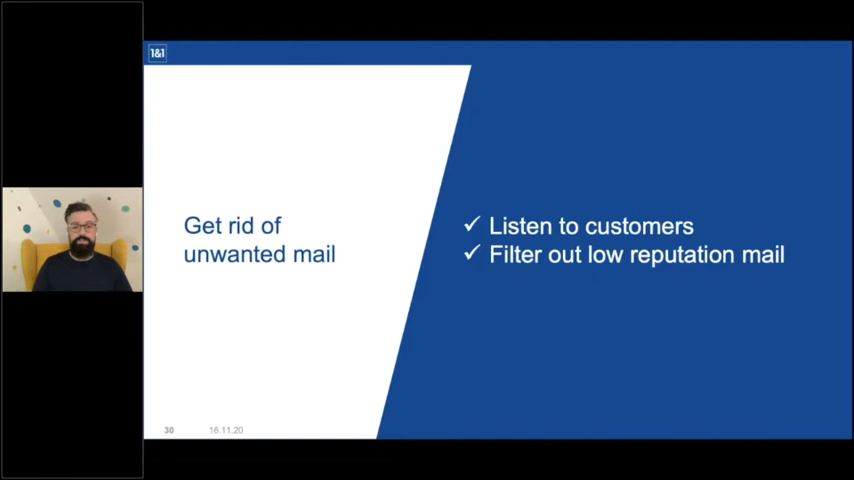 1&1
Get rid of
unwanted mail
✓ Listen to customers
✓ Filter out low reputation mail
30 16.11.20